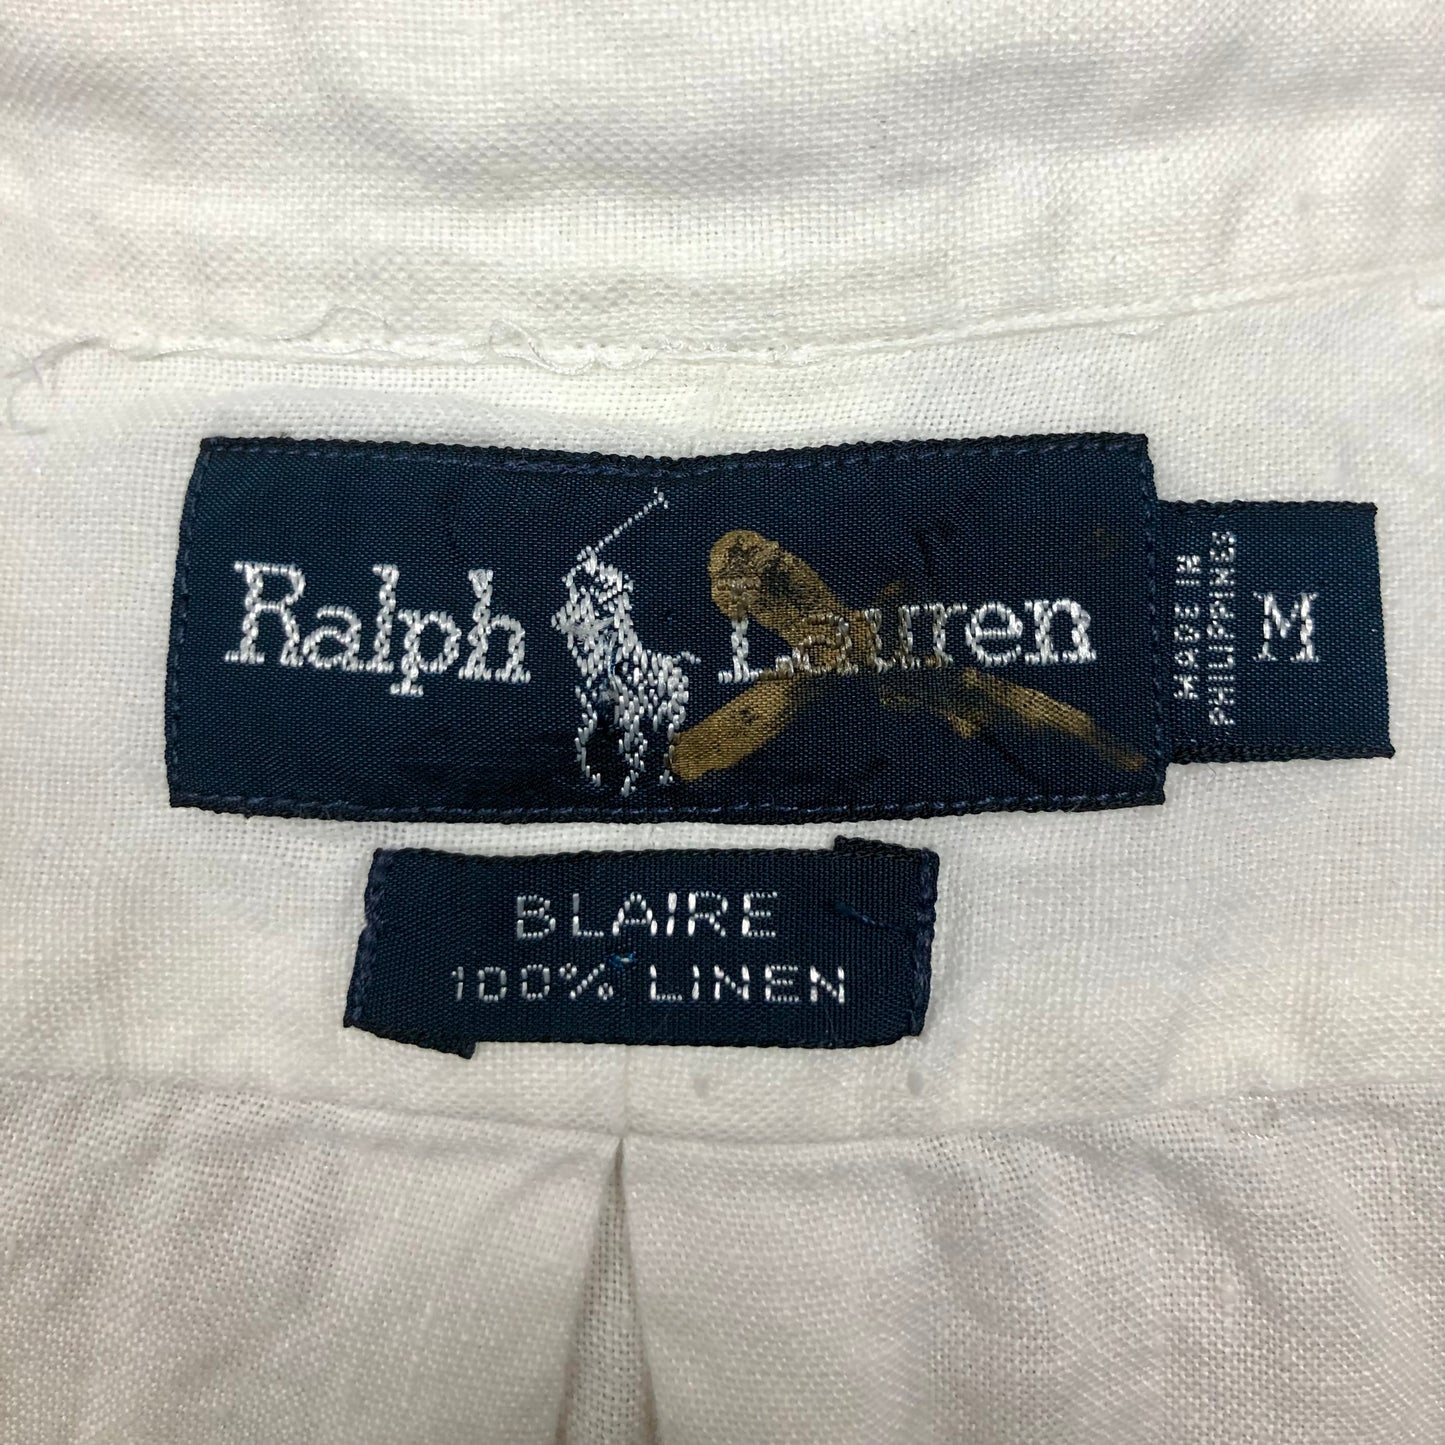 Ralph Lauren
MADE IN
PHILIPPINES
M
BLAIRE
100% LINEN